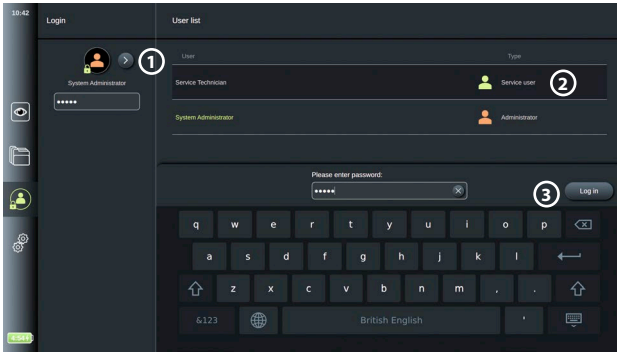 10:42
Login
User list
1
System Administrator
•••••
User
Type
Service Technician
Service user
2
System Administrator
Administrator
Please enter password:
•••••
3
Log in
q w e r t y u i o p
a s d f g h j k l
z x c v b n m , .
&123
British English
'